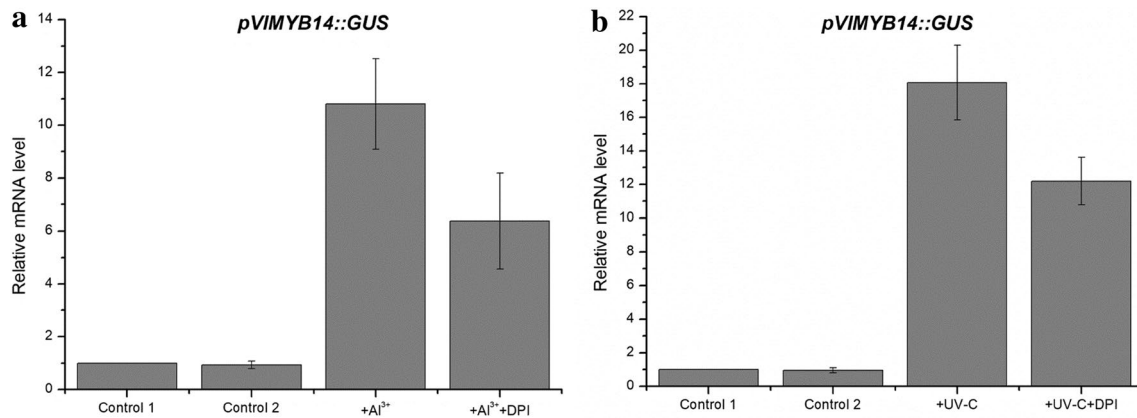 a
pVlMYB14::GUS
Relative mRNA level
14
12
10
8
6
4
2
0
Control 1
Control 2
+Al³⁺
+Al³⁺+DPI
b
pVlMYB14::GUS
Relative mRNA level
22
20
18
16
14
12
10
8
6
4
2
0
Control 1
Control 2
+UV-C
+UV-C+DPI